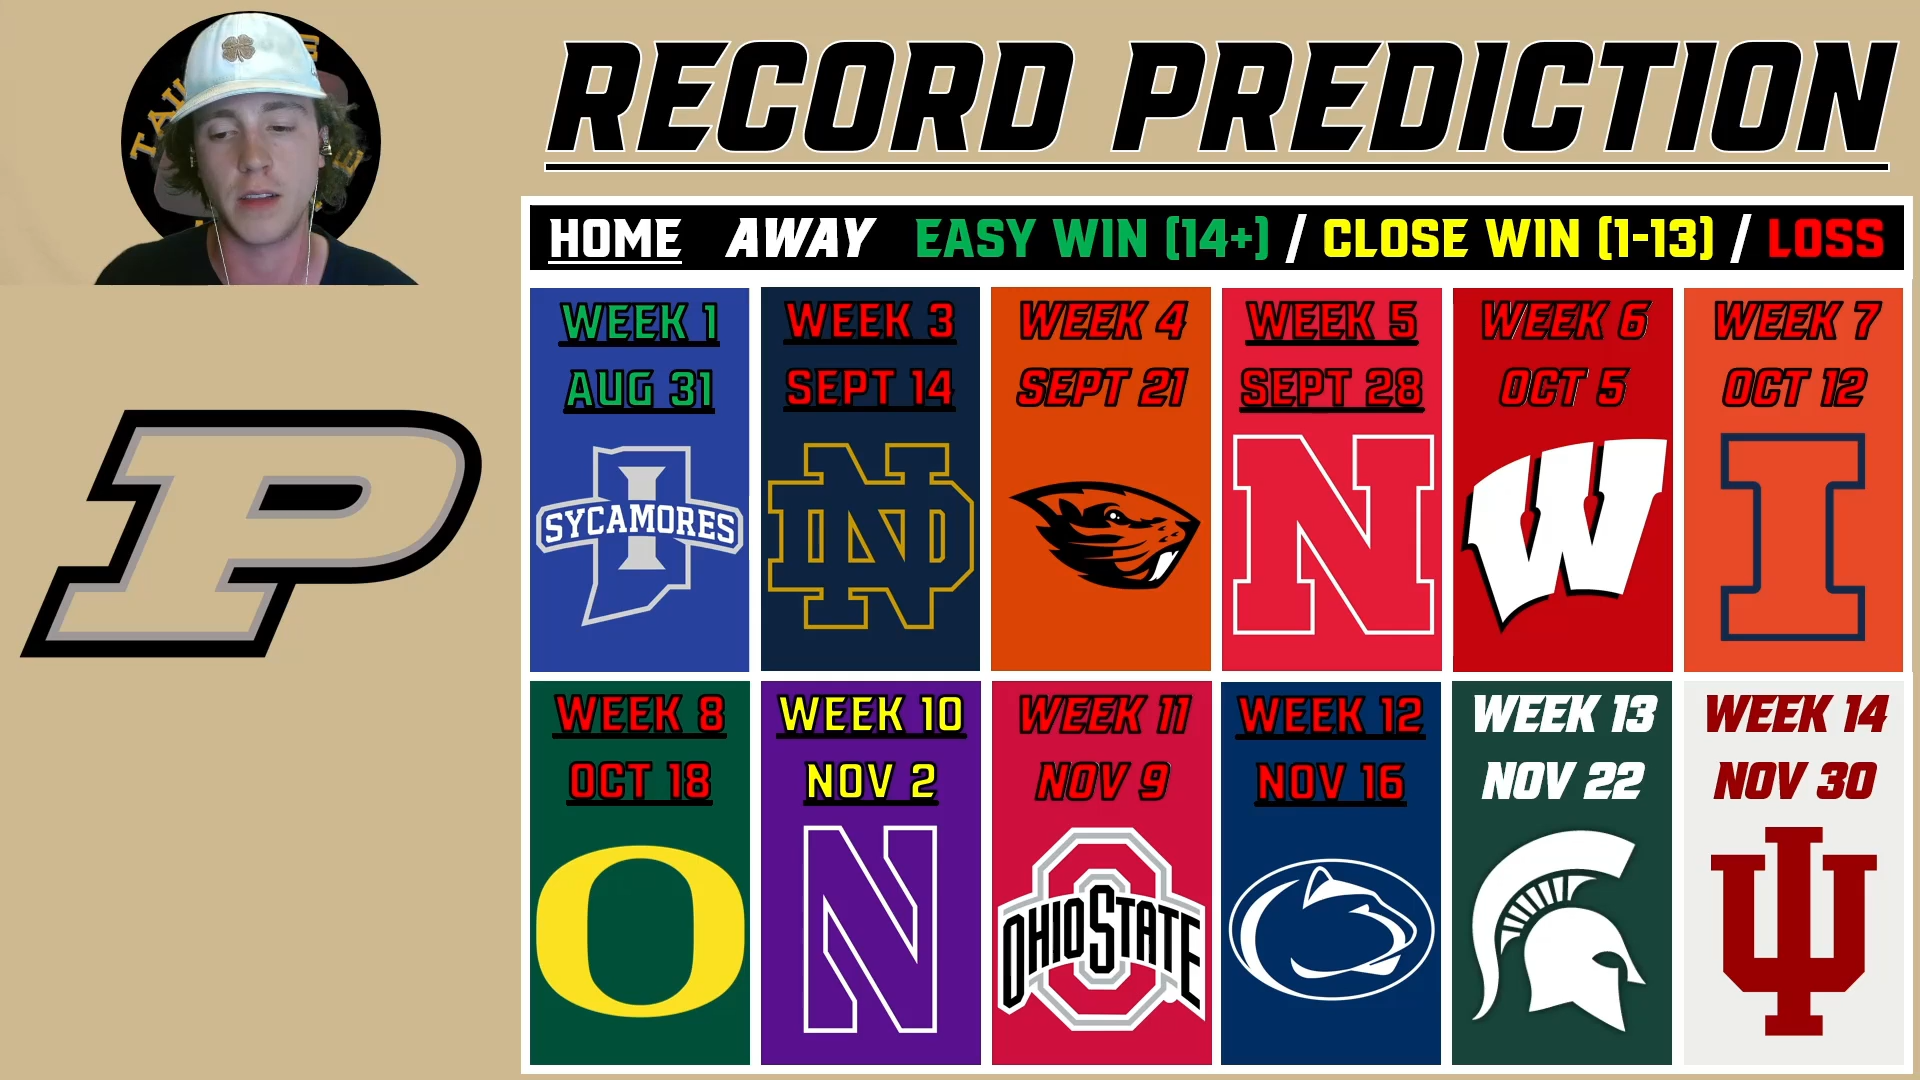 RECORD PREDICTION
HOME AWAY EASY WIN (14+) / CLOSE WIN (1-13) / LOSS
WEEK 1
AUG 31
SYCAMORES
WEEK 3
SEPT 14
WEEK 4
SEPT 21
WEEK 5
SEPT 28
N
WEEK 6
OCT 5
W
WEEK 7
OCT 12
I
WEEK 8
OCT 18
O
WEEK 10
NOV 2
N
WEEK 11
NOV 9
OHIO STATE
WEEK 12
NOV 16
WEEK 13
NOV 22
WEEK 14
NOV 30
P